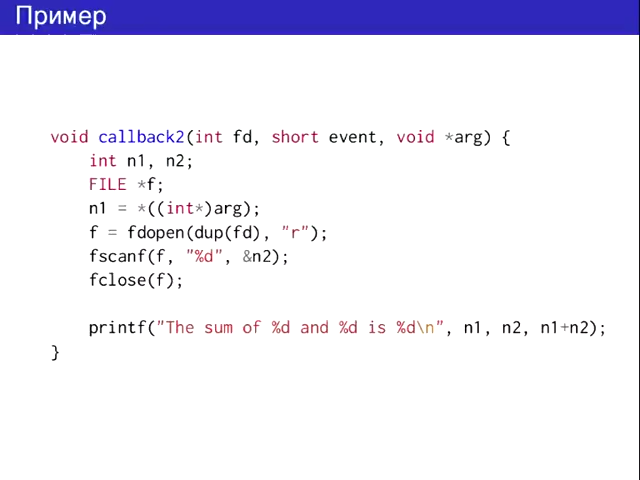 Пример
void callback2(int fd, short event, void *arg) {
    int n1, n2;
    FILE *f;
    n1 = *((int*)arg);
    f = fdopen(dup(fd), "r");
    fscanf(f, "%d", &n2);
    fclose(f);
    printf("The sum of %d and %d is %d\n", n1, n2, n1+n2);
}